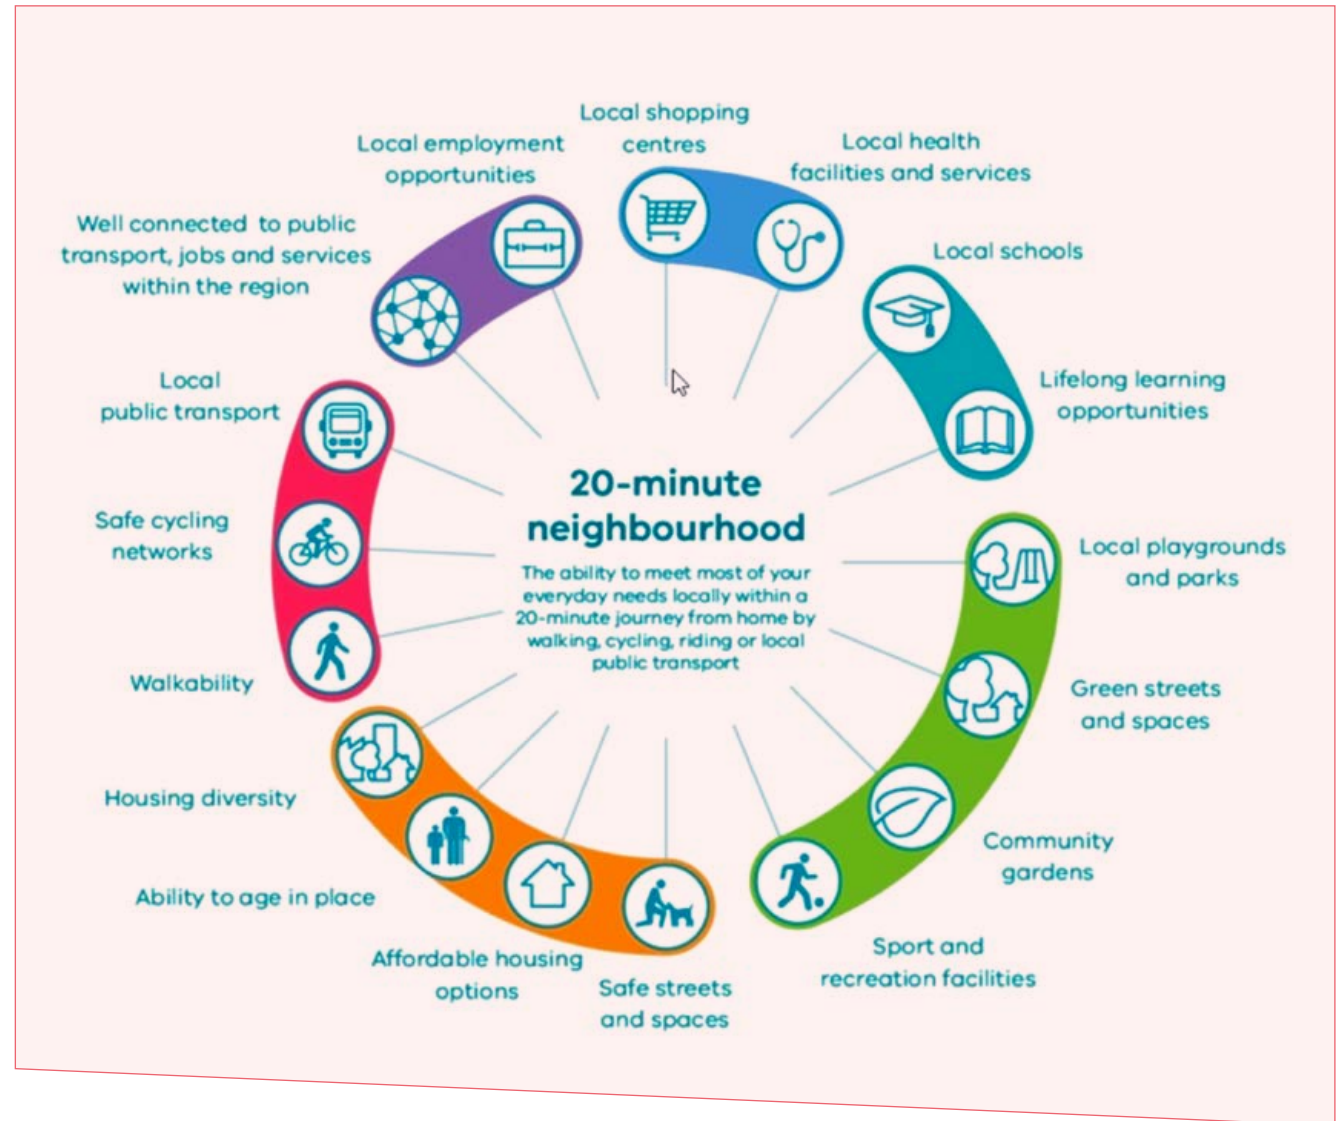 Local shopping
centres
Local health
facilities and services
Local schools
Lifelong learning
opportunities
Local playgrounds
and parks
Green streets
and spaces
Community
gardens
Sport and
recreation facilities
Safe streets
and spaces
Affordable housing
options
Ability to age in place
Housing diversity
Walkability
Safe cycling
networks
Local
public transport
Well connected to public
transport, jobs and services
within the region
Local employment
opportunities
20-minute
neighbourhood
The ability to meet most of your
everyday needs locally within a
20-minute journey from home by
walking, cycling, riding or local
public transport